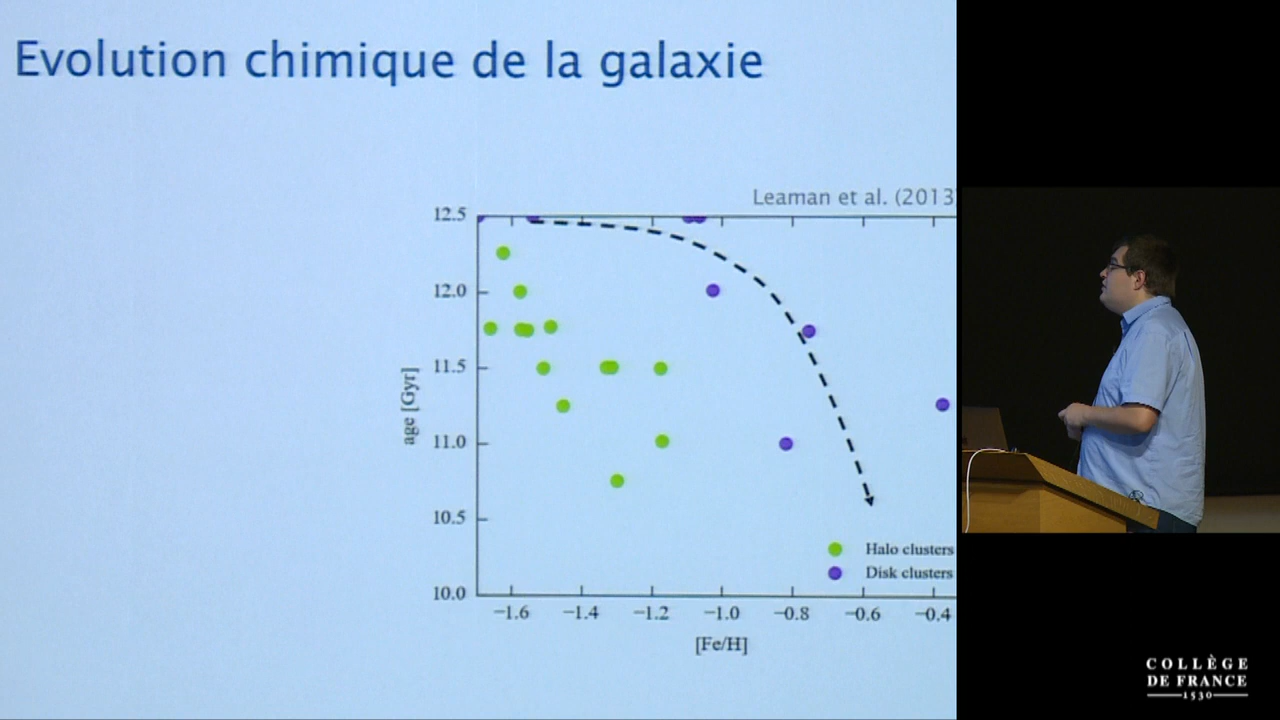 Evolution chimique de la galaxie
Leaman et al. (2013
12.5
12.0
11.5
11.0
10.5
10.0
age [Gyr]
Halo clusters
Disk clusters
−1.6 −1.4 −1.2 −1.0 −0.8 −0.6 −0.4
[Fe/H]
COLLÈGE
DE FRANCE
1530